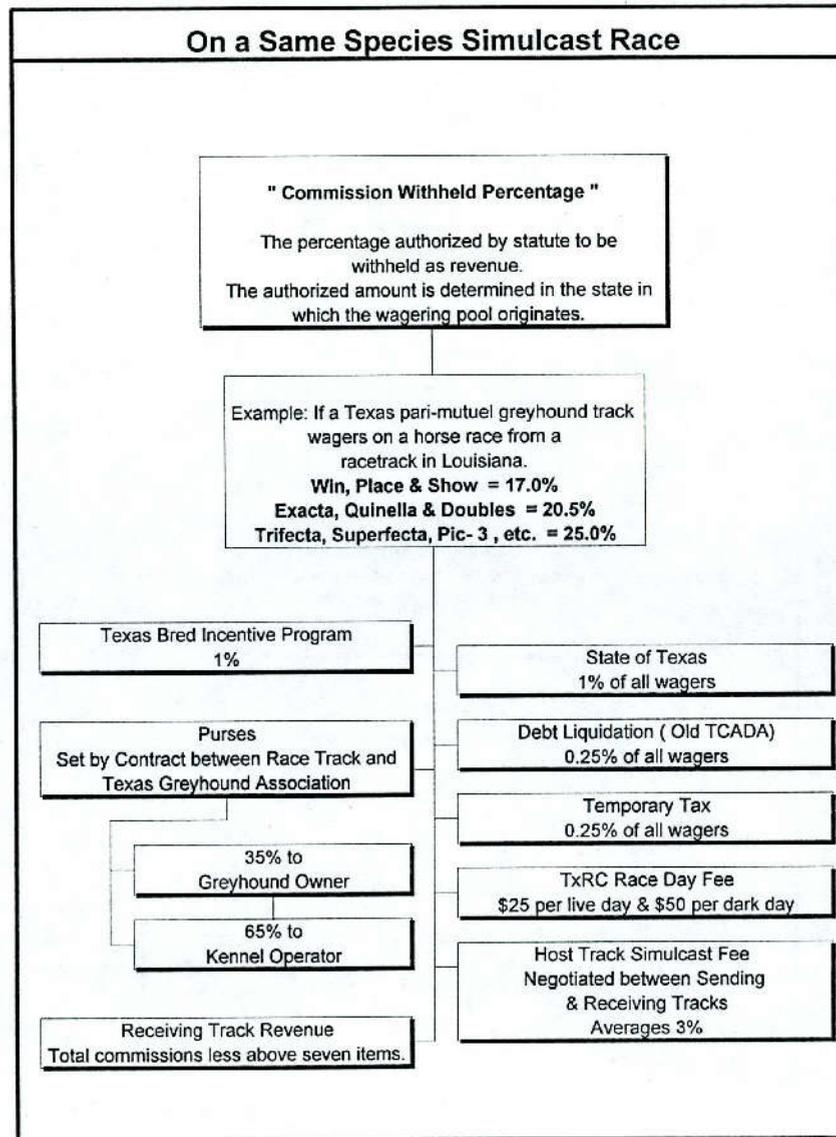 On a Same Species Simulcast Race
" Commission Withheld Percentage "
The percentage authorized by statute to be
withheld as revenue.
The authorized amount is determined in the state in
which the wagering pool originates.
Example: If a Texas pari-mutuel greyhound track
wagers on a horse race from a
racetrack in Louisiana.
Win, Place & Show = 17.0%
Exacta, Quinella & Doubles = 20.5%
Trifecta, Superfecta, Pic- 3 , etc. = 25.0%
Texas Bred Incentive Program
1%
State of Texas
1% of all wagers
Purses
Set by Contract between Race Track and
Texas Greyhound Association
Debt Liquidation ( Old TCADA)
0.25% of all wagers
Temporary Tax
0.25% of all wagers
35% to
Greyhound Owner
TxRC Race Day Fee
$25 per live day & $50 per dark day
65% to
Kennel Operator
Host Track Simulcast Fee
Negotiated between Sending
& Receiving Tracks
Averages 3%
Receiving Track Revenue
Total commissions less above seven items.